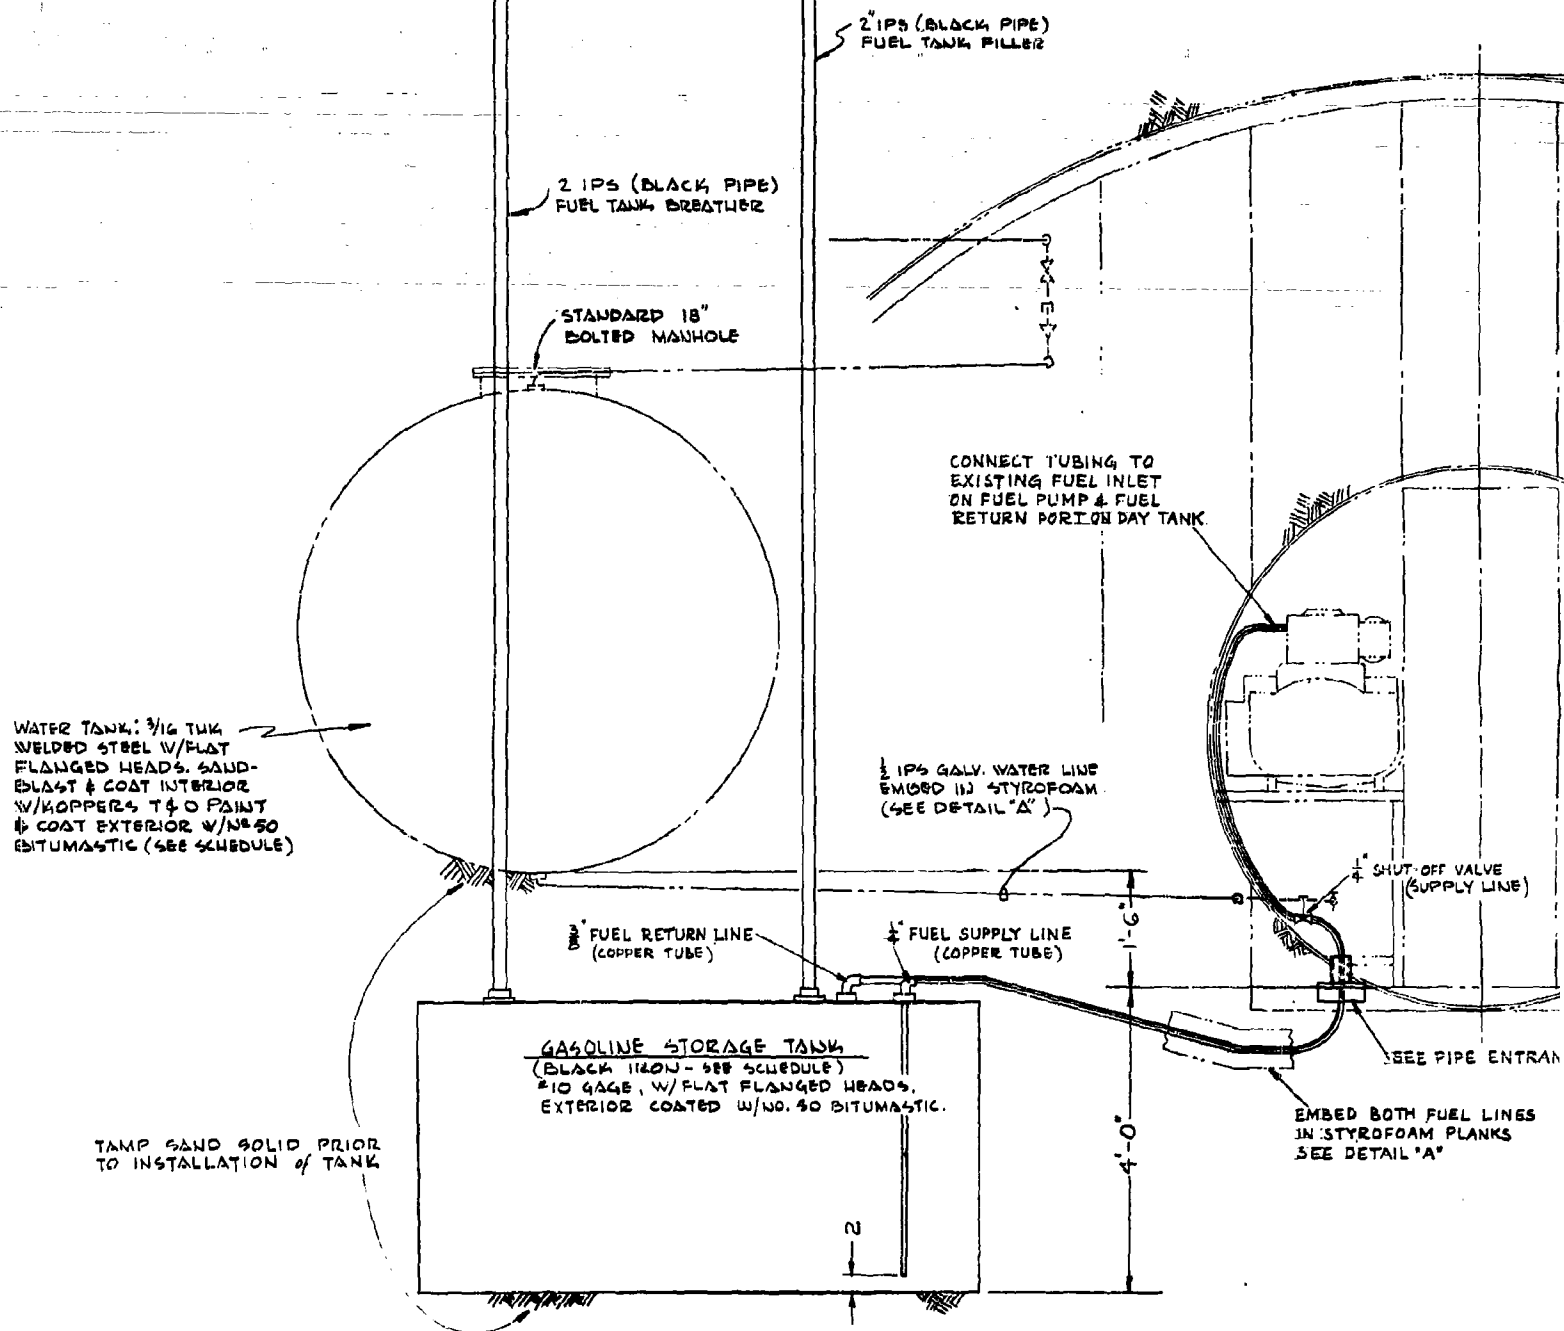 2" IPS (BLACK PIPE)
FUEL TANK FILLER
2 IPS (BLACK PIPE)
FUEL TANK BREATHER
STANDARD 18"
BOLTED MANHOLE
CONNECT TUBING TO
EXISTING FUEL INLET
ON FUEL PUMP & FUEL
RETURN PORT ON DAY TANK
WATER TANK: 3/16 THK
WELDED STEEL W/FLAT
FLANGED HEADS. SAND-
BLAST & COAT INTERIOR
W/KOPPERS T & O PAINT
& COAT EXTERIOR W/Nº 50
BITUMASTIC (SEE SCHEDULE)
½ IPS GALV. WATER LINE
EMBED IN STYROFOAM
(SEE DETAIL "A")
¼" SHUT-OFF VALVE
(SUPPLY LINE)
1'-6"
FUEL RETURN LINE
(COPPER TUBE)
¼" FUEL SUPPLY LINE
(COPPER TUBE)
GASOLINE STORAGE TANK
(BLACK IRON - SEE SCHEDULE)
#10 GAGE, W/FLAT FLANGED HEADS.
EXTERIOR COATED W/NO. 50 BITUMASTIC.
SEE PIPE ENTRAN
EMBED BOTH FUEL LINES
IN STYROFOAM PLANKS
SEE DETAIL "A"
4'-0"
TAMP SAND SOLID PRIOR
TO INSTALLATION of TANK
2